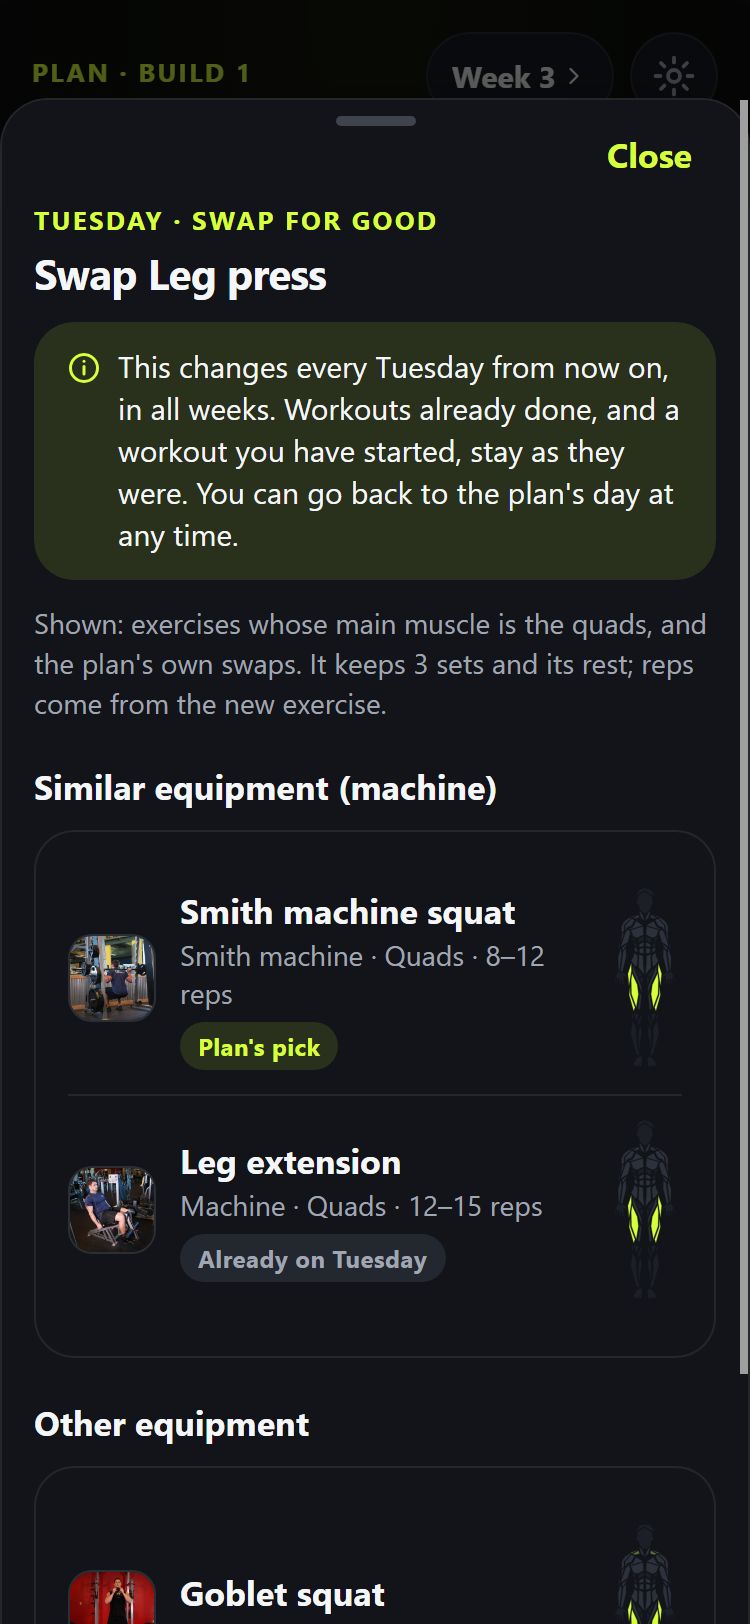 PLAN · BUILD 1
Week 3
Close
TUESDAY · SWAP FOR GOOD
Swap Leg press
This changes every Tuesday from now on,
in all weeks. Workouts already done, and a
workout you have started, stay as they
were. You can go back to the plan's day at
any time.
Shown: exercises whose main muscle is the quads, and
the plan's own swaps. It keeps 3 sets and its rest; reps
come from the new exercise.
Similar equipment (machine)
Smith machine squat
Smith machine · Quads · 8–12
reps
Plan's pick
Leg extension
Machine · Quads · 12–15 reps
Already on Tuesday
Other equipment
Goblet squat